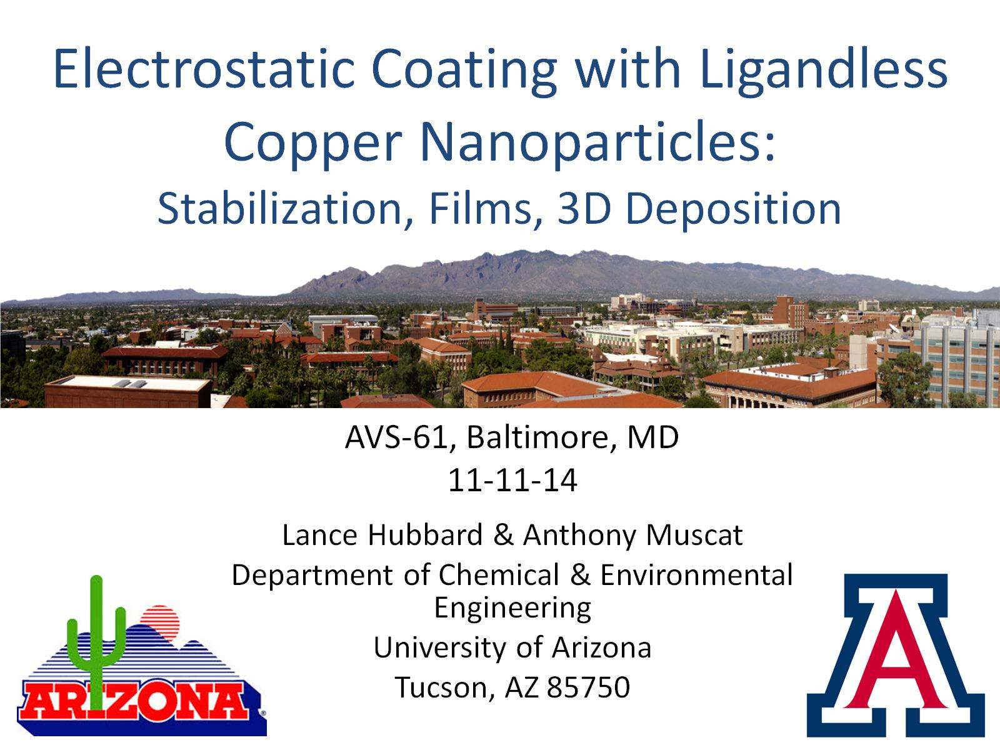 Electrostatic Coating with Ligandless
Copper Nanoparticles:
Stabilization, Films, 3D Deposition
AVS-61, Baltimore, MD
11-11-14
Lance Hubbard & Anthony Muscat
Department of Chemical & Environmental
Engineering
University of Arizona
Tucson, AZ 85750
ARIZONA
®
A